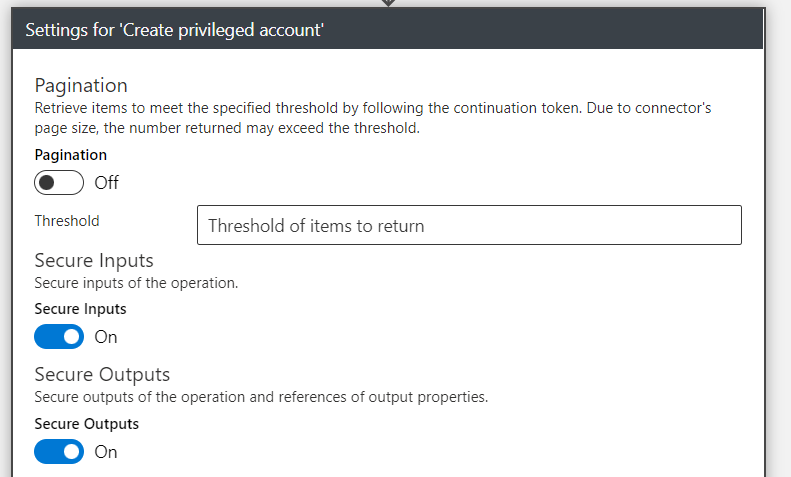 Settings for 'Create privileged account'
Pagination
Retrieve items to meet the specified threshold by following the continuation token. Due to connector's
page size, the number returned may exceed the threshold.
Pagination
Off
Threshold
Threshold of items to return
Secure Inputs
Secure inputs of the operation.
Secure Inputs
On
Secure Outputs
Secure outputs of the operation and references of output properties.
Secure Outputs
On